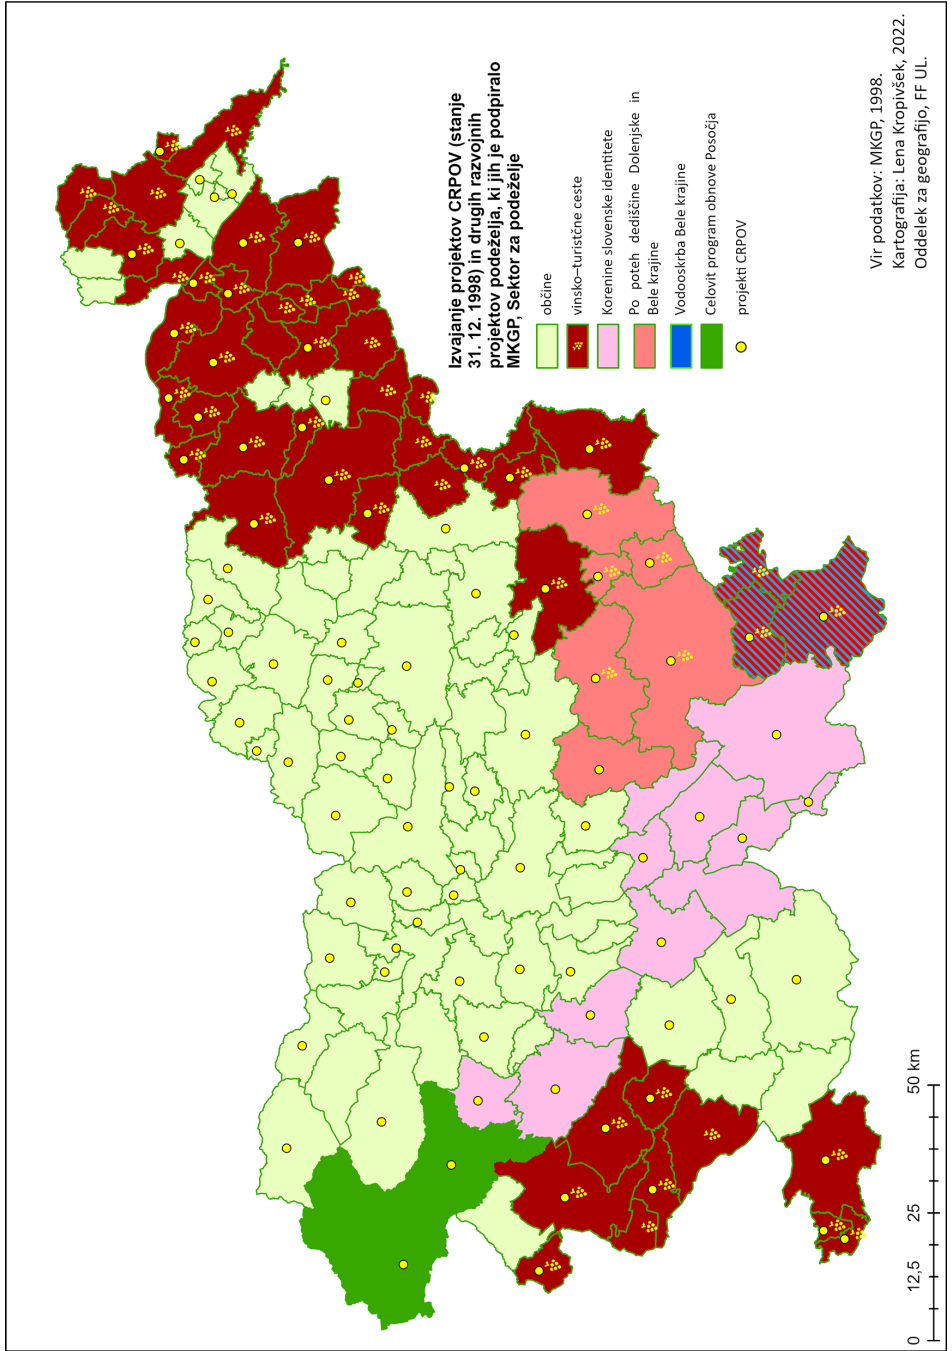 Izvajanje projektov CRPOV (stanje
31. 12. 1998) in drugih razvojnih
projektov podeželja, ki jih je podpiralo
MKGP, Sektor za podeželje
občine
vinsko–turistčne ceste
Korenine slovenske identitete
Po poteh dediščine Dolenjske in
Bele krajine
Vodooskrba Bele krajine
Celovit program obnove Posočja
projekti CRPOV
Vir podatkov: MKGP, 1998.
Kartografija: Lena Kropivšek, 2022.
Oddelek za geografijo, FF UL.
0 12,5 25 50 km